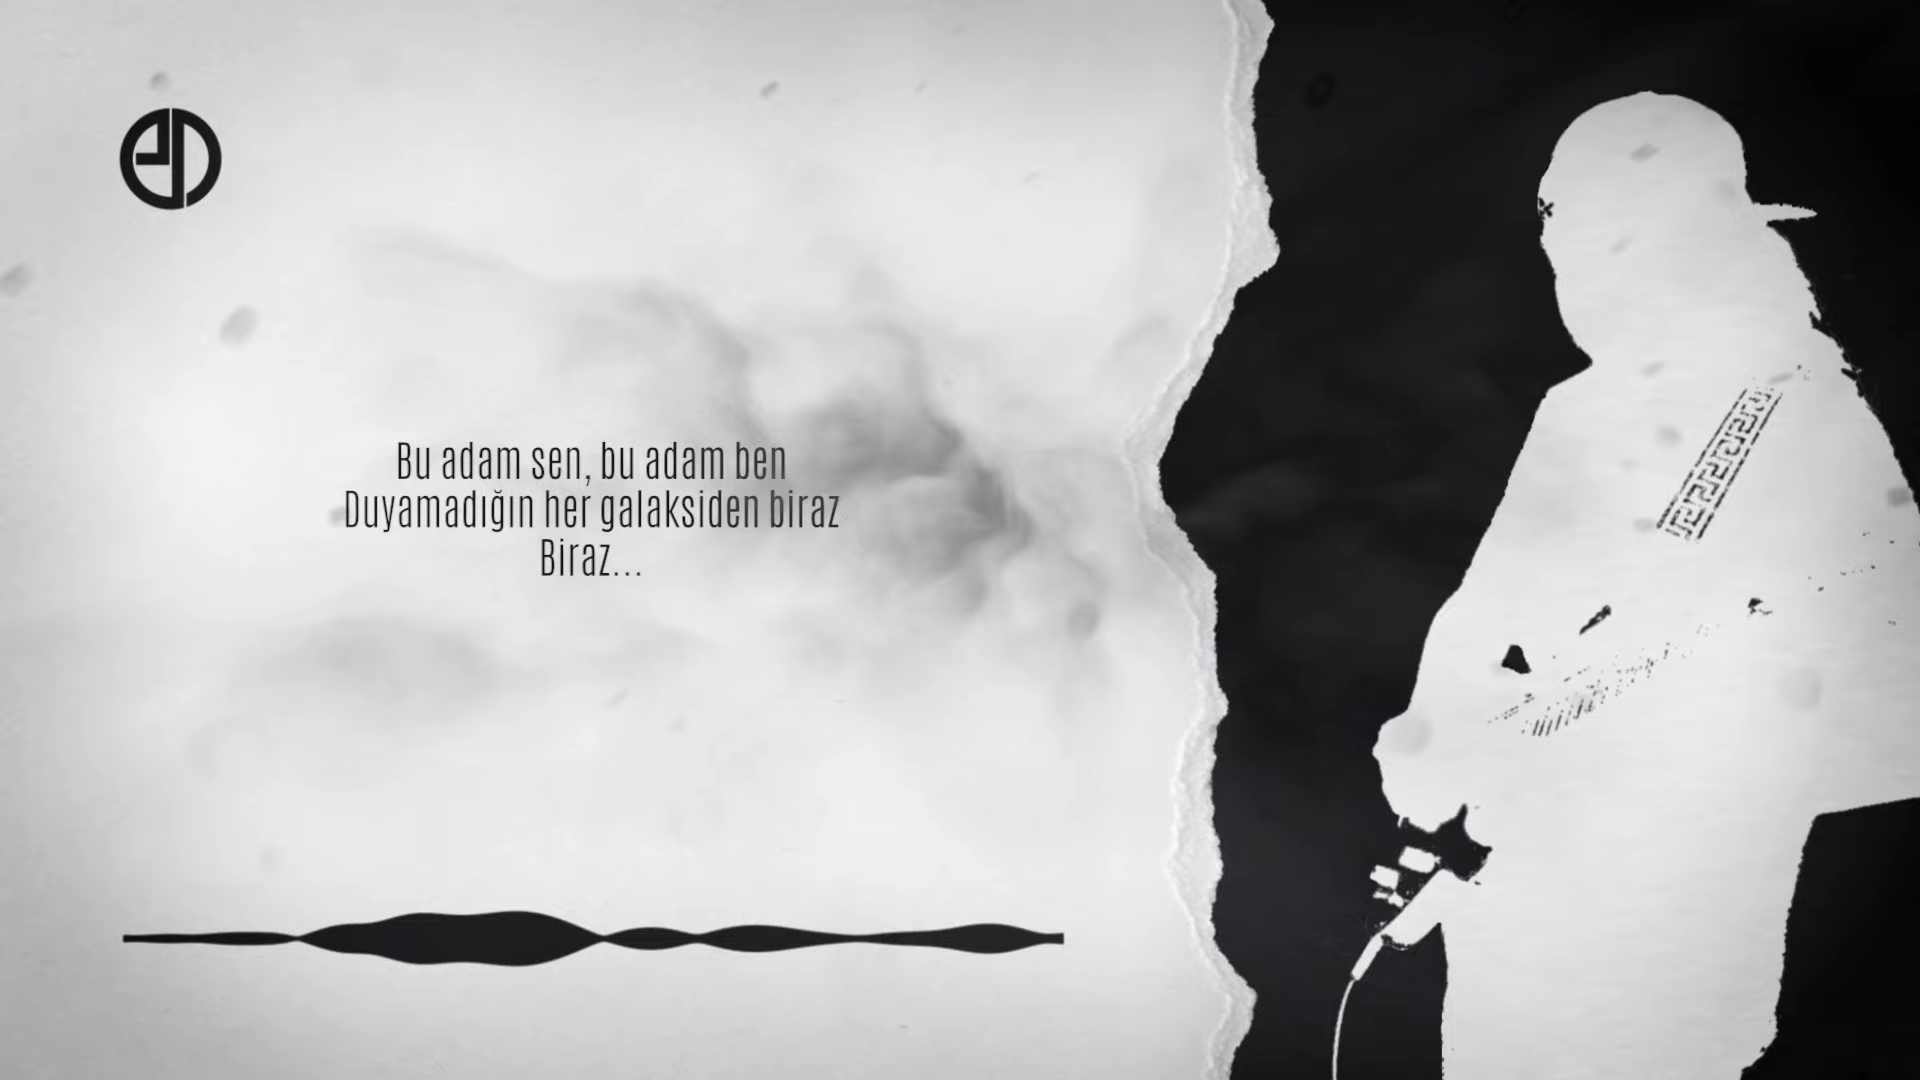 Bu adam sen, bu adam ben
Duyamadığın her galaksiden biraz
Biraz...